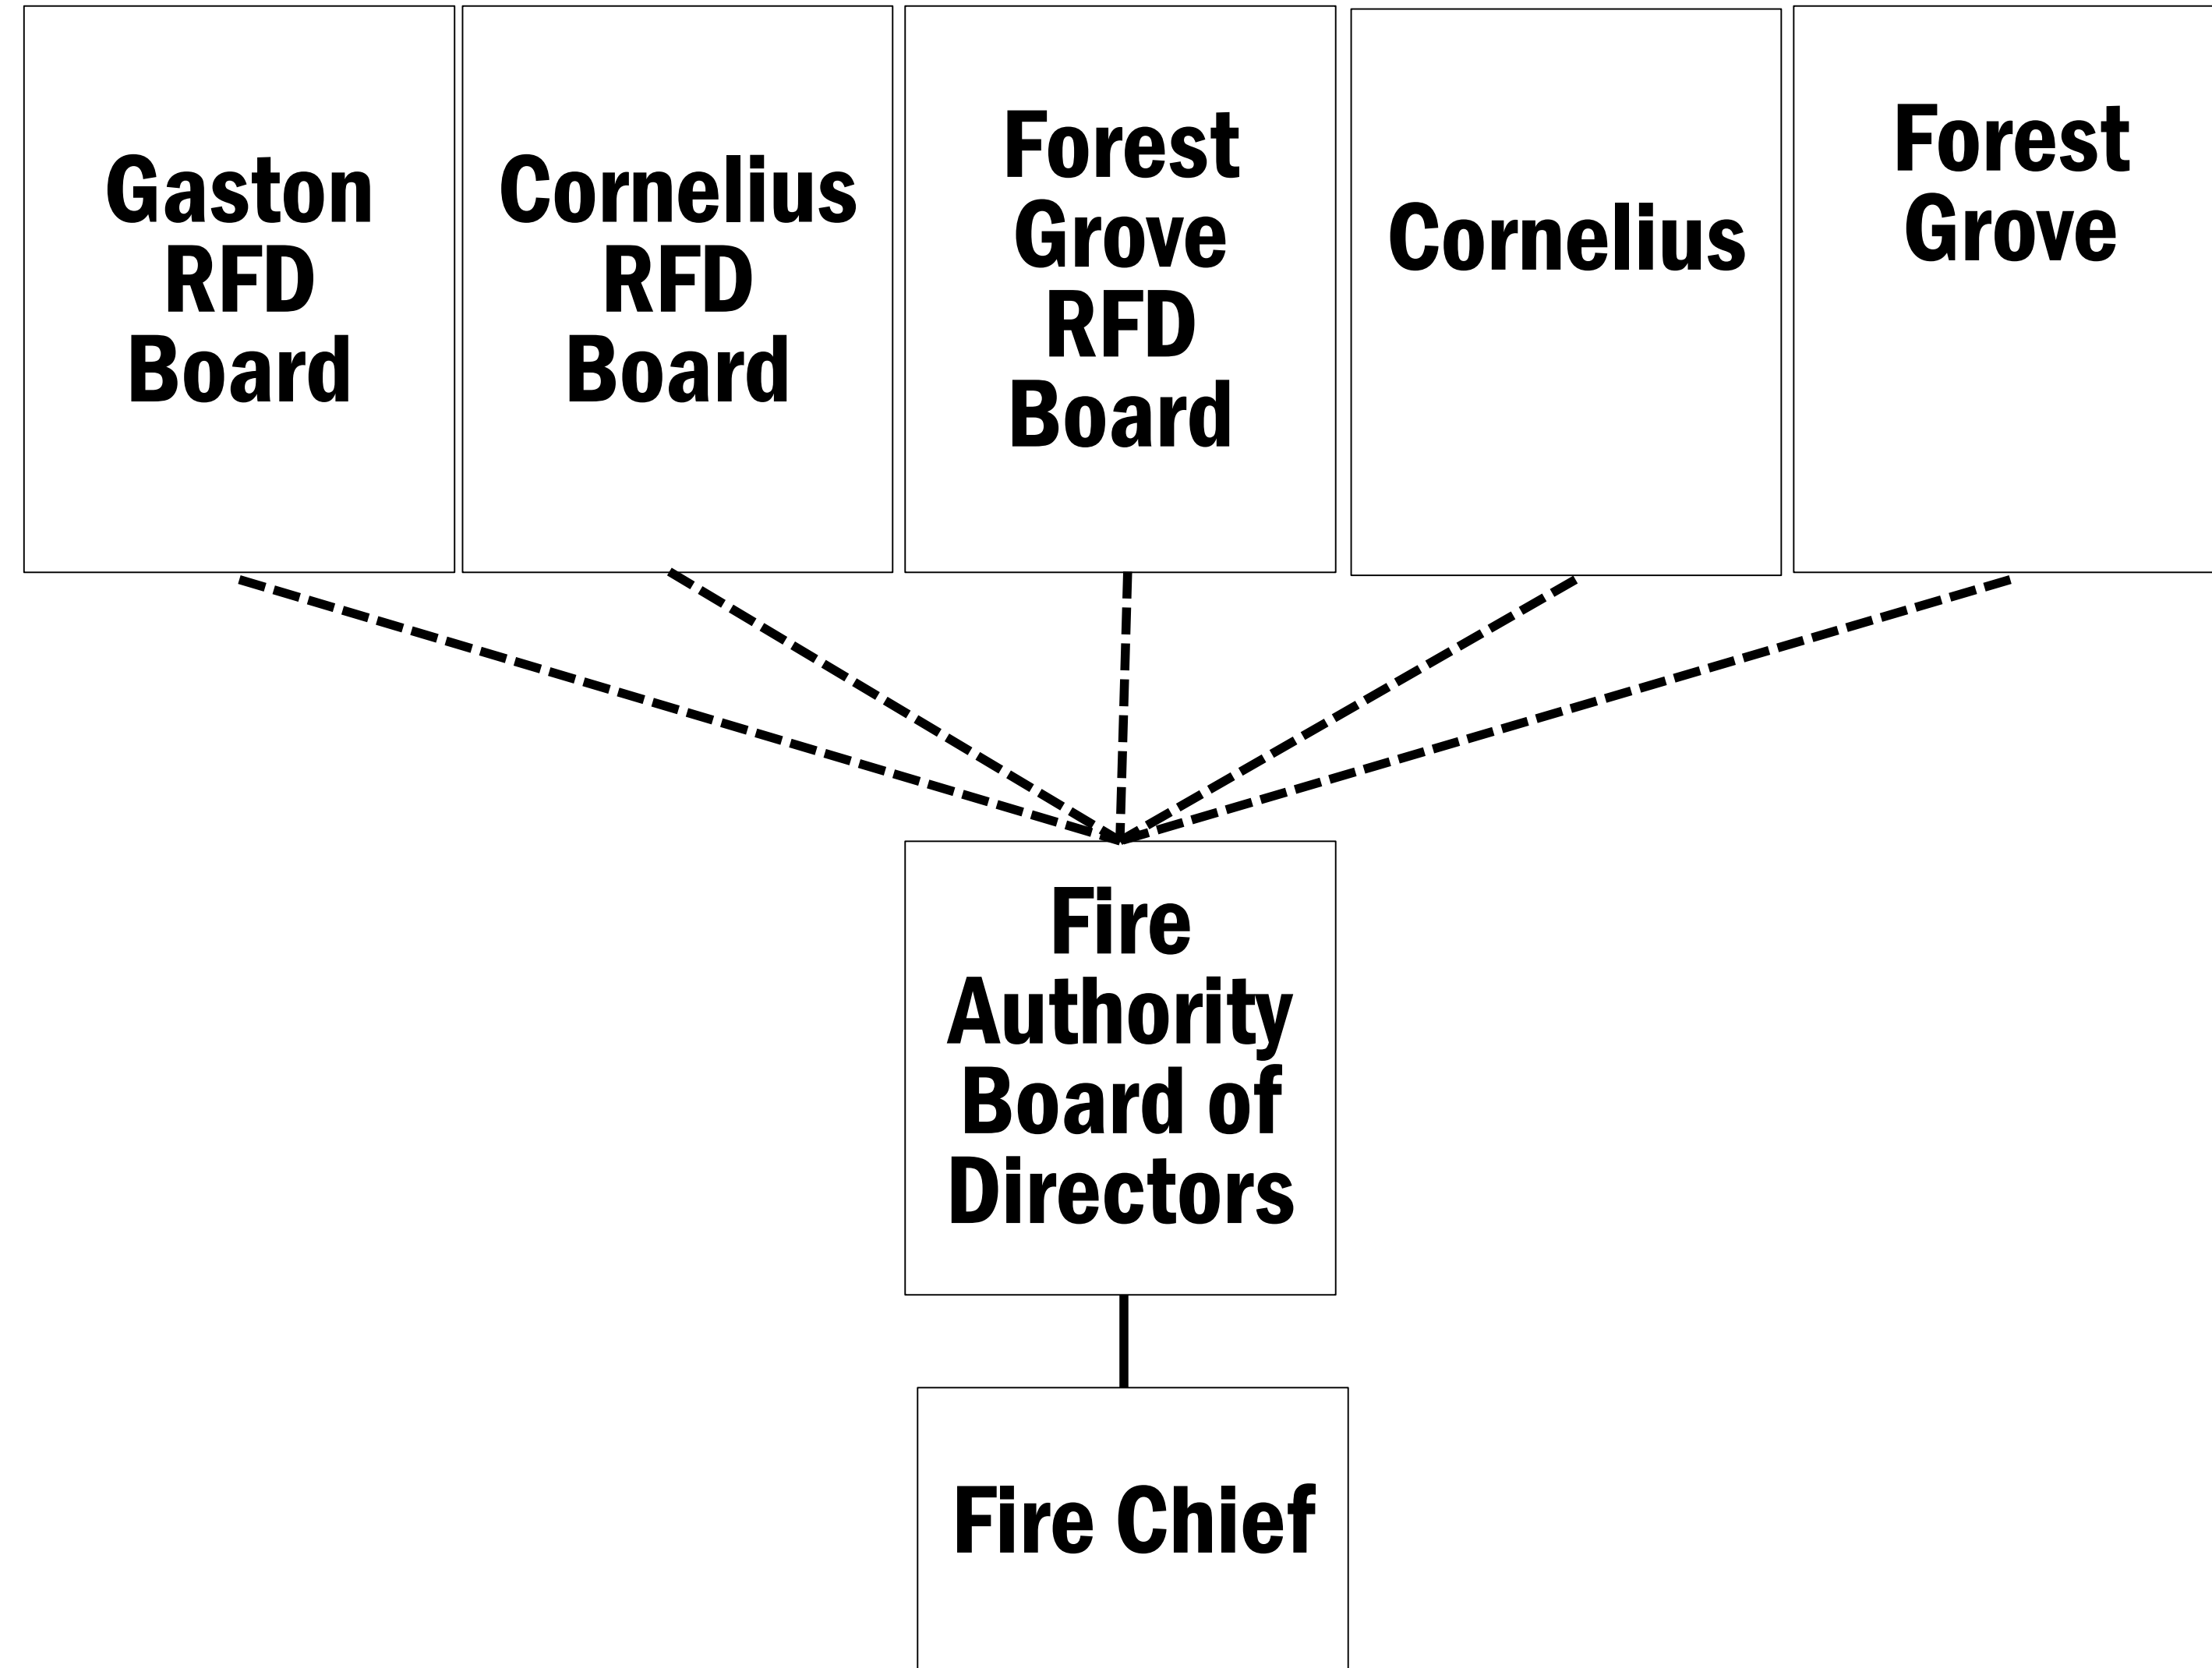 Gaston
RFD
Board
Cornelius
RFD
Board
Forest
Grove
RFD
Board
Cornelius
Forest
Grove
Fire
Authority
Board of
Directors
Fire Chief